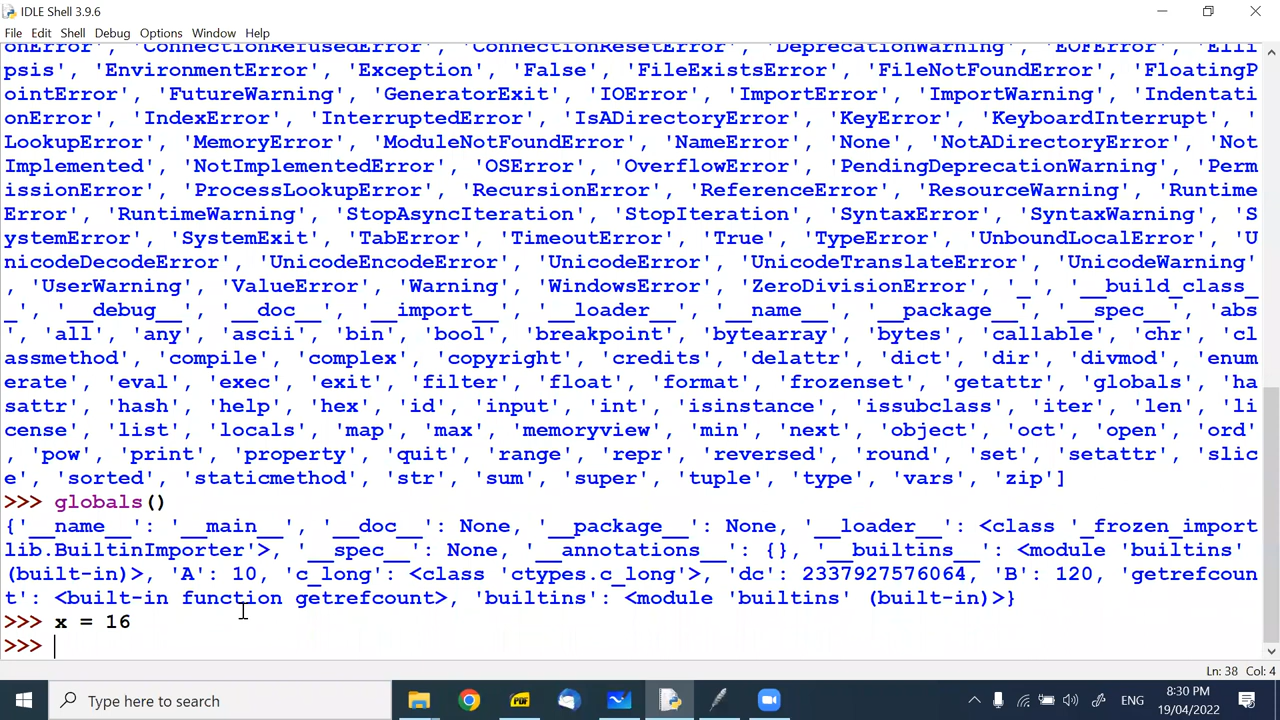 IDLE Shell 3.9.6
File Edit Shell Debug Options Window Help
onError', 'ConnectionRefusedError', 'ConnectionResetError', 'DeprecationWarning', 'EOFError', 'Elli
psis', 'EnvironmentError', 'Exception', 'False', 'FileExistsError', 'FileNotFoundError', 'FloatingP
ointError', 'FutureWarning', 'GeneratorExit', 'IOError', 'ImportError', 'ImportWarning', 'Indentati
onError', 'IndexError', 'InterruptedError', 'IsADirectoryError', 'KeyError', 'KeyboardInterrupt', '
LookupError', 'MemoryError', 'ModuleNotFoundError', 'NameError', 'None', 'NotADirectoryError', 'Not
Implemented', 'NotImplementedError', 'OSError', 'OverflowError', 'PendingDeprecationWarning', 'Perm
issionError', 'ProcessLookupError', 'RecursionError', 'ReferenceError', 'ResourceWarning', 'Runtime
Error', 'RuntimeWarning', 'StopAsyncIteration', 'StopIteration', 'SyntaxError', 'SyntaxWarning', 'S
ystemError', 'SystemExit', 'TabError', 'TimeoutError', 'True', 'TypeError', 'UnboundLocalError', 'U
nicodeDecodeError', 'UnicodeEncodeError', 'UnicodeError', 'UnicodeTranslateError', 'UnicodeWarning'
, 'UserWarning', 'ValueError', 'Warning', 'WindowsError', 'ZeroDivisionError', '_', '__build_class_
_', '__debug__', '__doc__', '__import__', '__loader__', '__name__', '__package__', '__spec__', 'abs
', 'all', 'any', 'ascii', 'bin', 'bool', 'breakpoint', 'bytearray', 'bytes', 'callable', 'chr', 'cl
assmethod', 'compile', 'complex', 'copyright', 'credits', 'delattr', 'dict', 'dir', 'divmod', 'enum
erate', 'eval', 'exec', 'exit', 'filter', 'float', 'format', 'frozenset', 'getattr', 'globals', 'ha
sattr', 'hash', 'help', 'hex', 'id', 'input', 'int', 'isinstance', 'issubclass', 'iter', 'len', 'li
cense', 'list', 'locals', 'map', 'max', 'memoryview', 'min', 'next', 'object', 'oct', 'open', 'ord'
, 'pow', 'print', 'property', 'quit', 'range', 'repr', 'reversed', 'round', 'set', 'setattr', 'slic
e', 'sorted', 'staticmethod', 'str', 'sum', 'super', 'tuple', 'type', 'vars', 'zip']
>>> globals()
{'__name__': '__main__', '__doc__': None, '__package__': None, '__loader__': <class '_frozen_import
lib.BuiltinImporter'>, '__spec__': None, '__annotations__': {}, '__builtins__': <module 'builtins'
(built-in)>, 'A': 10, 'c_long': <class 'ctypes.c_long'>, 'dc': 2337927576064, 'B': 120, 'getrefcoun
t': <built-in function getrefcount>, 'builtins': <module 'builtins' (built-in)>}
>>> x = 16
>>>
Ln: 38 Col: 4
Type here to search
PDF
ENG
8:30 PM
19/04/2022